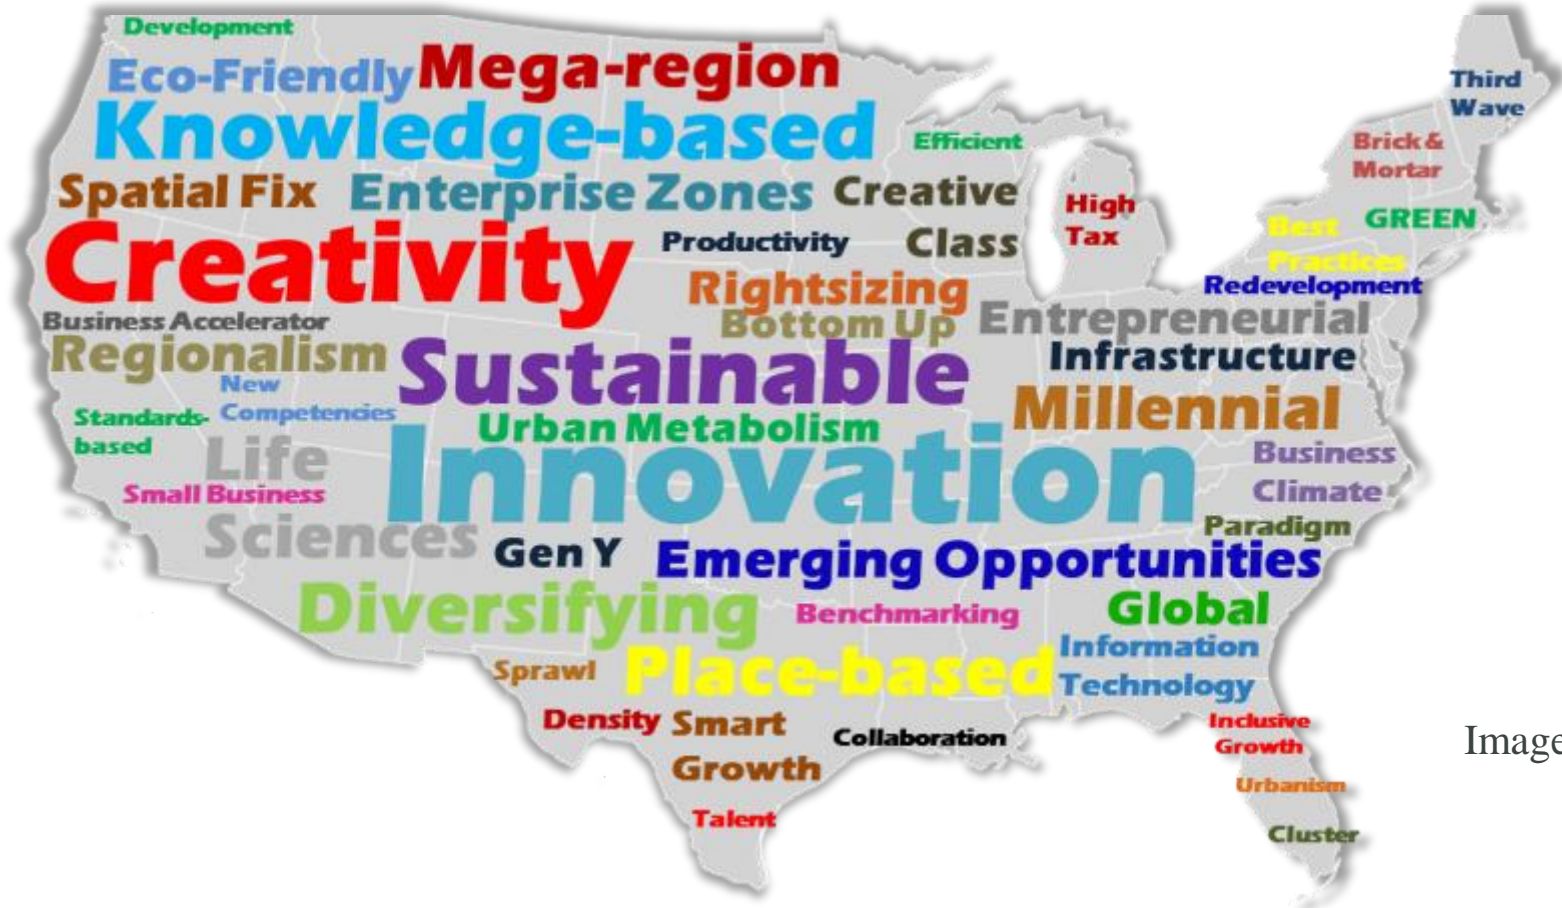 Development
Eco-Friendly
Mega-region
Third
Wave
Knowledge-based
Efficient
Brick &
Mortar
Spatial Fix
Enterprise Zones
Creative
Class
High
Tax
GREEN
Best
Practices
Creativity
Productivity
Rightsizing
Redevelopment
Business Accelerator
Bottom Up
Entrepreneurial
Regionalism
Sustainable
Infrastructure
New
Competencies
Millennial
Standards-
based
Urban Metabolism
Life
Sciences
Innovation
Business
Climate
Small Business
Paradigm
Gen Y
Emerging Opportunities
Diversifying
Benchmarking
Global
Information
Technology
Sprawl
Place-based
Density
Smart
Growth
Collaboration
Inclusive
Growth
Image
Urbanism
Talent
Cluster